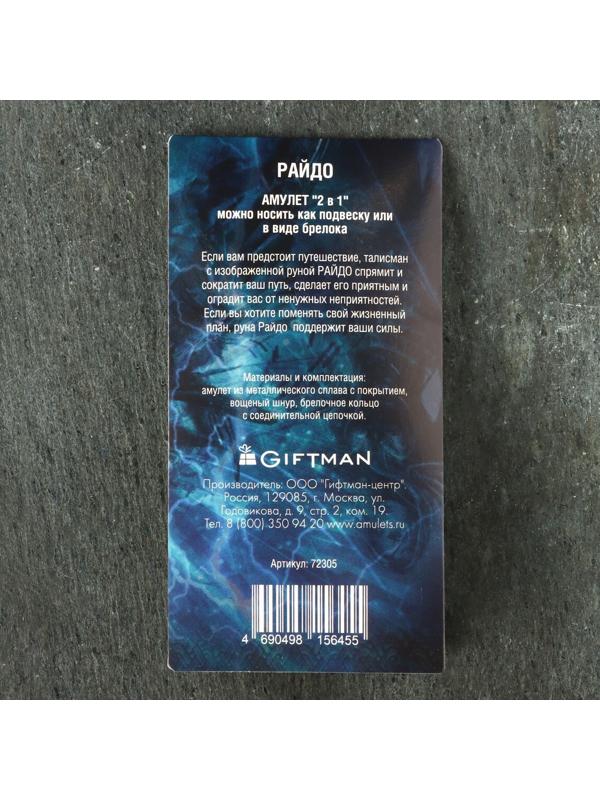 РАЙДО
АМУЛЕТ "2 в 1"
можно носить как подвеску или
в виде брелока
Если вам предстоит путешествие, талисман
с изображенной руной РАЙДО спрямит и
сократит ваш путь, сделает его приятным и
оградит вас от ненужных неприятностей.
Если вы хотите поменять свой жизненный
план, руна Райдо поддержит ваши силы.
Материалы и комплектация:
амулет из металлического сплава с покрытием,
вощеный шнур, брелочное кольцо
с соединительной цепочкой.
GIFTMAN
Производитель: ООО "Гифтман-центр".
Россия, 129085, г. Москва, ул.
Годовикова, д. 9, стр. 2, ком. 19.
Тел. 8 (800) 350 94 20 www.amulets.ru
Артикул: 72305
4 690498 156455